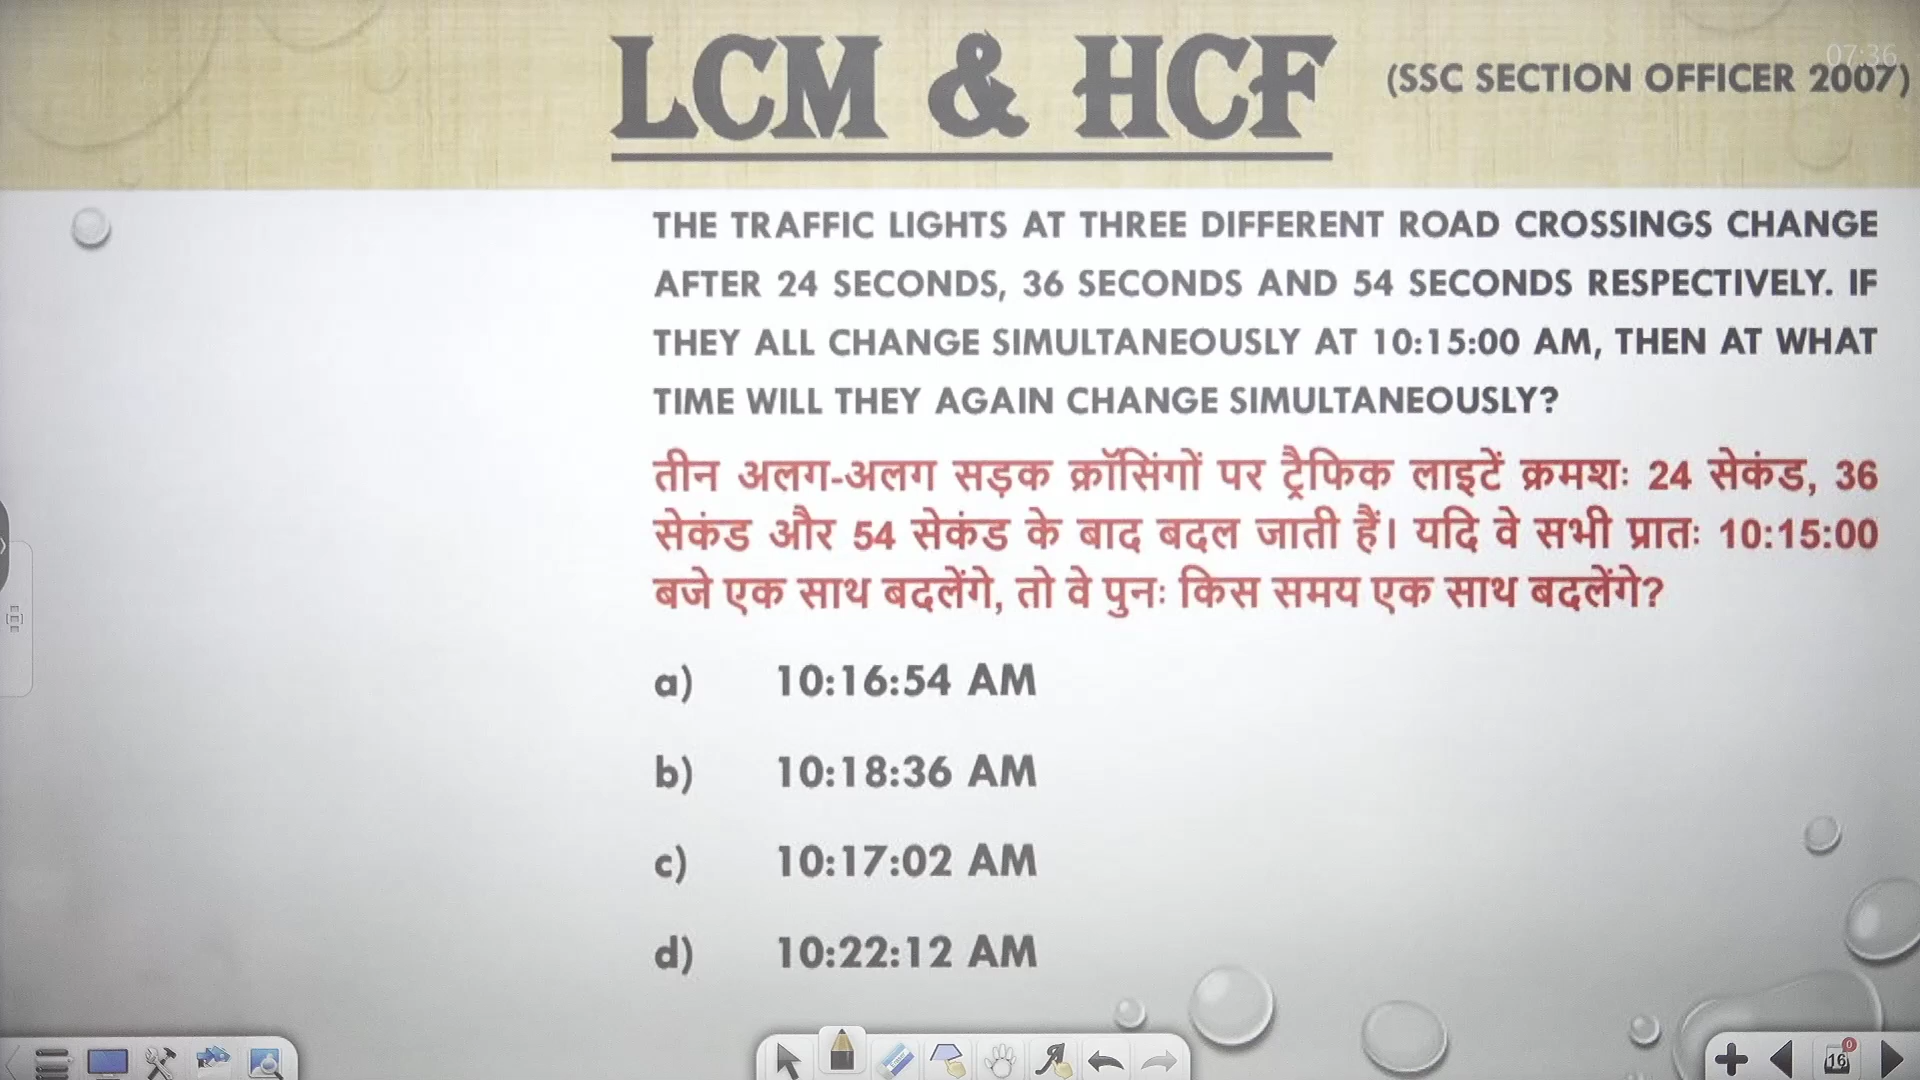 LCM & HCF
(SSC SECTION OFFICER 2007)
07:36
THE TRAFFIC LIGHTS AT THREE DIFFERENT ROAD CROSSINGS CHANGE
AFTER 24 SECONDS, 36 SECONDS AND 54 SECONDS RESPECTIVELY. IF
THEY ALL CHANGE SIMULTANEOUSLY AT 10:15:00 AM, THEN AT WHAT
TIME WILL THEY AGAIN CHANGE SIMULTANEOUSLY?
तीन अलग-अलग सड़क क्रॉसिंगों पर ट्रैफिक लाइटें क्रमशः 24 सेकंड, 36
सेकंड और 54 सेकंड के बाद बदल जाती हैं। यदि वे सभी प्रातः 10:15:00
बजे एक साथ बदलेंगे, तो वे पुनः किस समय एक साथ बदलेंगे?
a) 10:16:54 AM
b) 10:18:36 AM
c) 10:17:02 AM
d) 10:22:12 AM
16
0